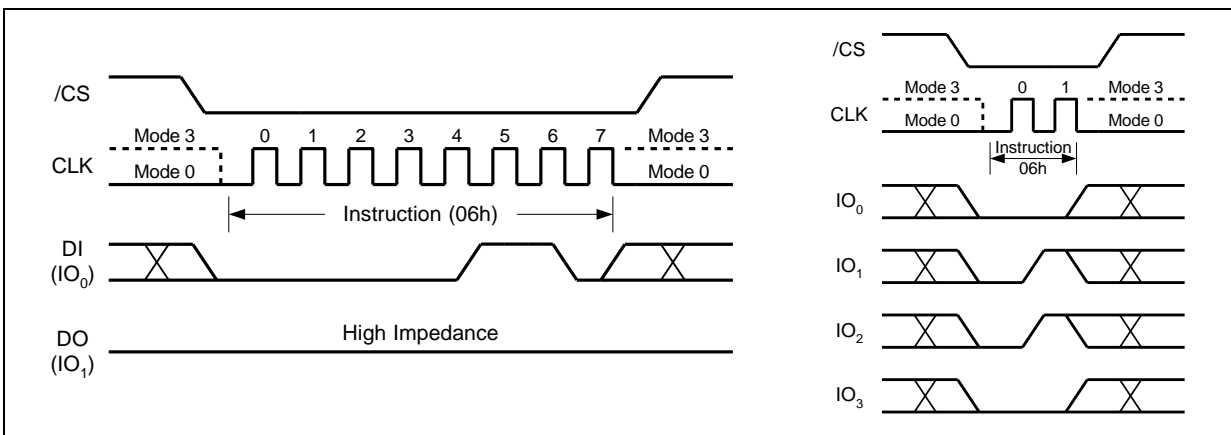 /CS
Mode 3 0 1 2 3 4 5 6 7 Mode 3
CLK
Mode 0 Mode 0
Instruction (06h)
DI
(IO0)
High Impedance
DO
(IO1)
/CS
Mode 3 0 1 Mode 3
CLK
Mode 0 Mode 0
Instruction
06h
IO0
IO1
IO2
IO3